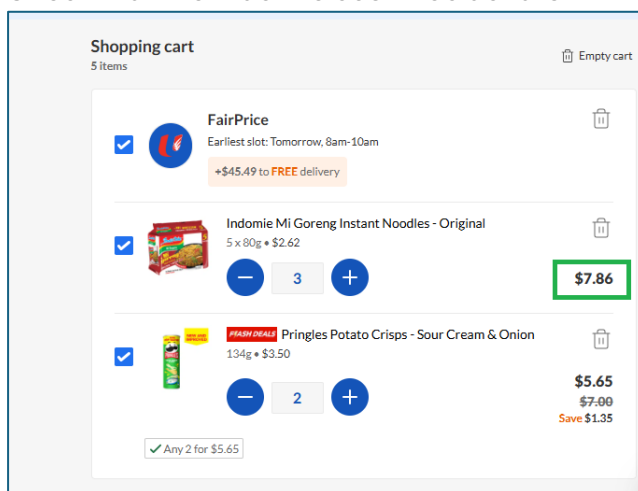 Shopping cart
5 items
Empty cart
FairPrice
Earliest slot: Tomorrow, 8am-10am
+$45.49 to FREE delivery
Indomie Mi Goreng Instant Noodles - Original
5 x 80g • $2.62
3
$7.86
Pringles Potato Crisps - Sour Cream & Onion
134g • $3.50
2
$5.65
$7.00
Save $1.35
Any 2 for $5.65